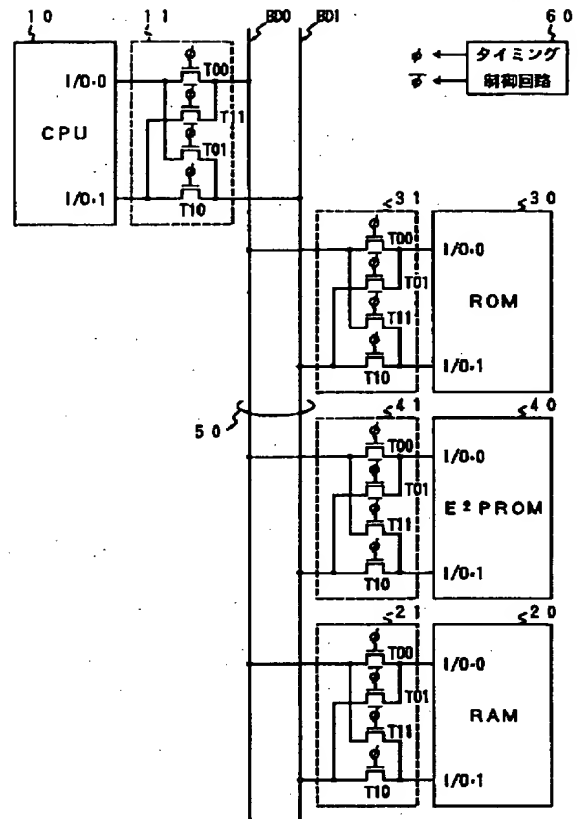 10
11
BD0
BD1
60
φ
T00
φ
T11
φ
T01
φ
T10
I/O.0
CPU
I/O.1
φ タイミング
φ̅ 制御回路
31
30
φ
T00
φ
T01
φ
T11
φ
T10
I/O.0
ROM
I/O.1
50
41
40
φ
T00
φ
T01
φ
T11
φ
T10
I/O.0
E²PROM
I/O.1
21
20
φ
T00
φ
T01
φ
T11
φ
T10
I/O.0
RAM
I/O.1